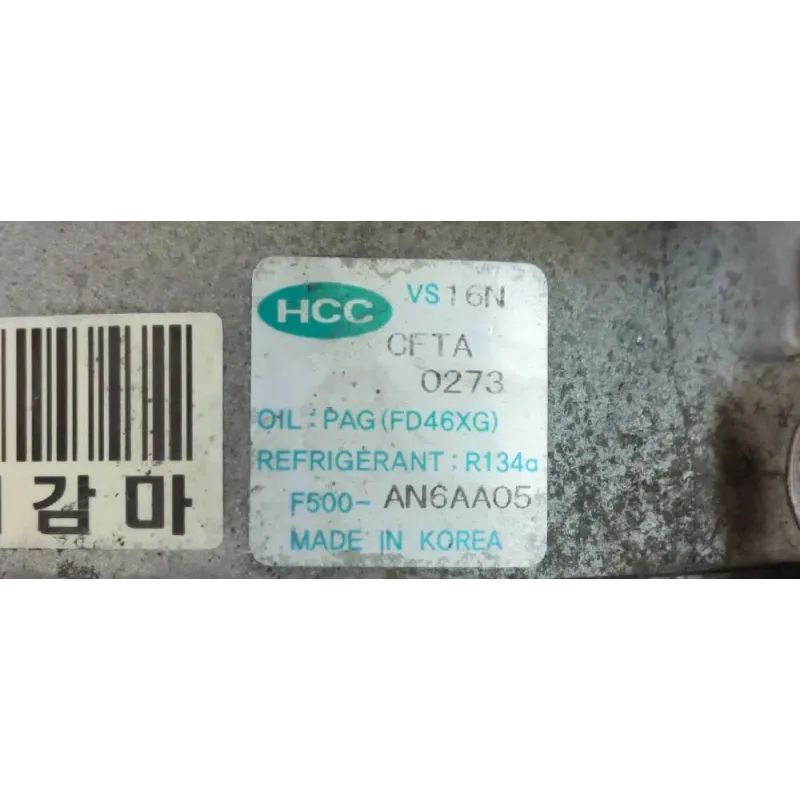 HCC VS16N
CFTA
0273
OIL : PAG (FD46XG)
REFRIGERANT : R134a
F500-AN6AA05
MADE IN KOREA
감마